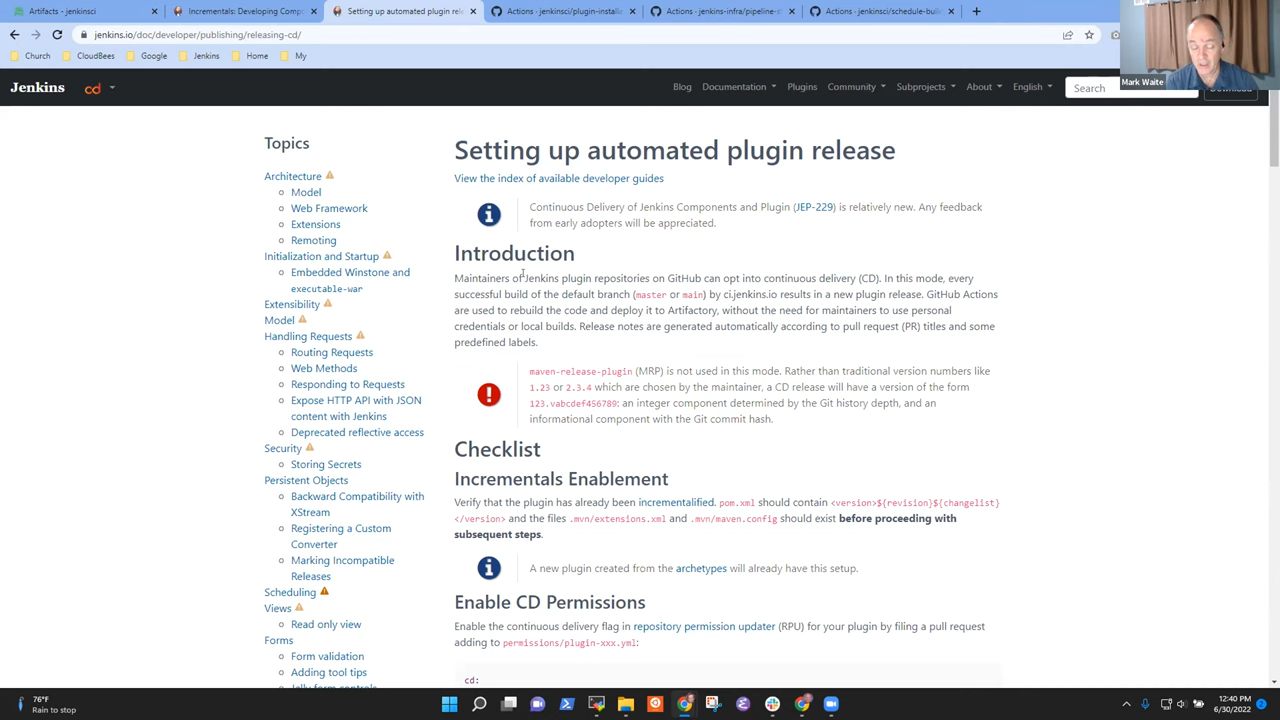 Artifacts - jenkinsci/
Incrementals: Developing Comp
Setting up automated plugin rele
Actions · jenkinsci/plugin-installe
Actions · jenkins-infra/pipeline-m
Actions · jenkinsci/schedule-buil
jenkins.io/doc/developer/publishing/releasing-cd/
Church
CloudBees
Google
Jenkins
Home
My
Mark Waite
Jenkins
cd
Blog
Documentation
Plugins
Community
Subprojects
About
English
Search
Download
Topics
Architecture
Model
Web Framework
Extensions
Remoting
Initialization and Startup
Embedded Winstone and
executable-war
Extensibility
Model
Handling Requests
Routing Requests
Web Methods
Responding to Requests
Expose HTTP API with JSON
content with Jenkins
Deprecated reflective access
Security
Storing Secrets
Persistent Objects
Backward Compatibility with
XStream
Registering a Custom
Converter
Marking Incompatible
Releases
Scheduling
Views
Read only view
Forms
Form validation
Adding tool tips
Jelly form controls
Setting up automated plugin release
View the index of available developer guides
Continuous Delivery of Jenkins Components and Plugin (JEP-229) is relatively new. Any feedback
from early adopters will be appreciated.
Introduction
Maintainers of Jenkins plugin repositories on GitHub can opt into continuous delivery (CD). In this mode, every
successful build of the default branch (master or main) by ci.jenkins.io results in a new plugin release. GitHub Actions
are used to rebuild the code and deploy it to Artifactory, without the need for maintainers to use personal
credentials or local builds. Release notes are generated automatically according to pull request (PR) titles and some
predefined labels.
maven-release-plugin (MRP) is not used in this mode. Rather than traditional version numbers like
1.23 or 2.3.4 which are chosen by the maintainer, a CD release will have a version of the form
123.vabcdef456789: an integer component determined by the Git history depth, and an
informational component with the Git commit hash.
Checklist
Incrementals Enablement
Verify that the plugin has already been incrementalified. pom.xml should contain <version>${revision}${changelist}
</version> and the files .mvn/extensions.xml and .mvn/maven.config should exist before proceeding with
subsequent steps.
A new plugin created from the archetypes will already have this setup.
Enable CD Permissions
Enable the continuous delivery flag in repository permission updater (RPU) for your plugin by filing a pull request
adding to permissions/plugin-xxx.yml:
cd:
76°F
Rain to stop
12:40 PM
6/30/2022